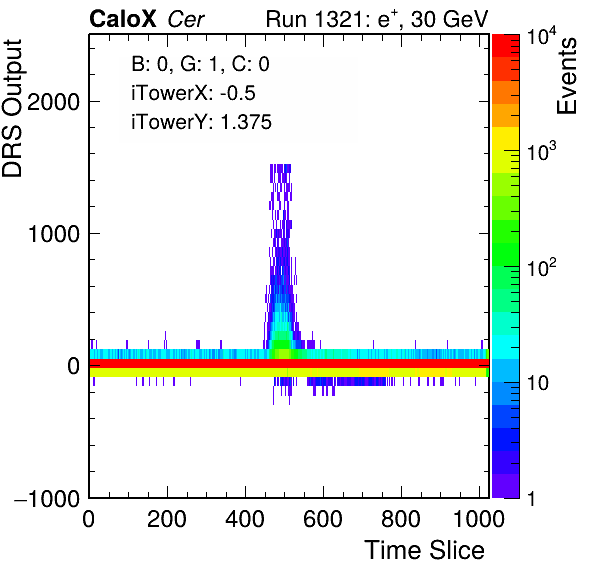 CaloX Cer Run 1321: e⁺, 30 GeV
B: 0, G: 1, C: 0
iTowerX: -0.5
iTowerY: 1.375
DRS Output
2000
1000
0
−1000
0 200 400 600 800 1000
Time Slice
Events
10⁴
10³
10²
10
1